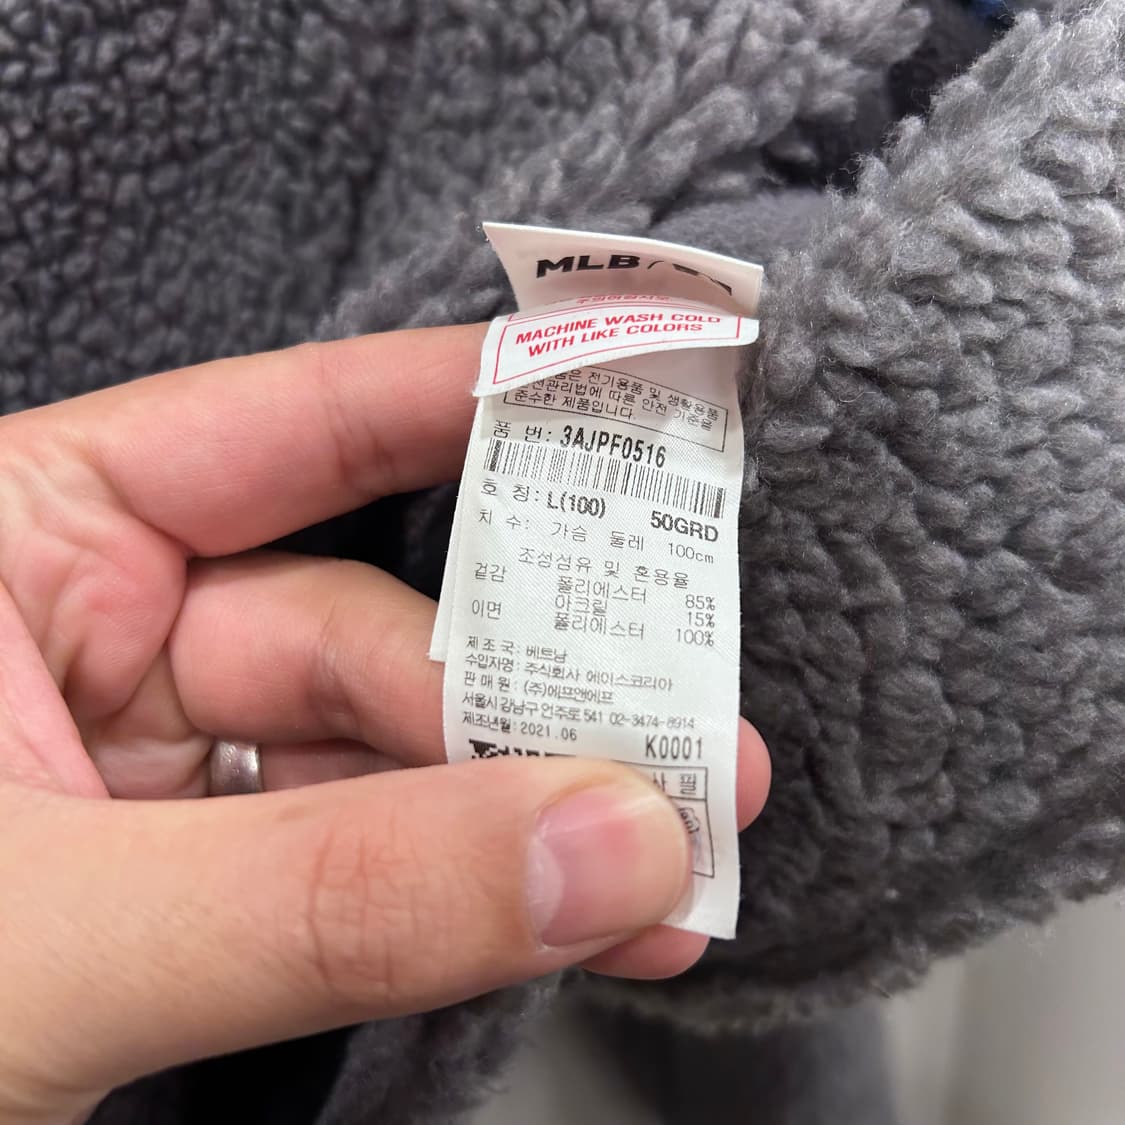 MLB
주의하십시오
MACHINE WASH COLD
WITH LIKE COLORS
전기용품 및 생활용품
안전관리법에 따른 안전 기준을
준수한 제품입니다.
품 번: 3AJPF0516
호 칭: L(100) 50GRD
치 수: 가슴 둘레 100cm
조성섬유 및 혼용율
겉감 폴리에스터 85%
아크릴 15%
이면 폴리에스터 100%
제 조 국: 베트남
수입자명: 주식회사 에이스코리아
판 매 원: (주)에프앤에프
서울시 강남구 언주로 541 02-3474-8914
제조년월: 2021.06
K0001